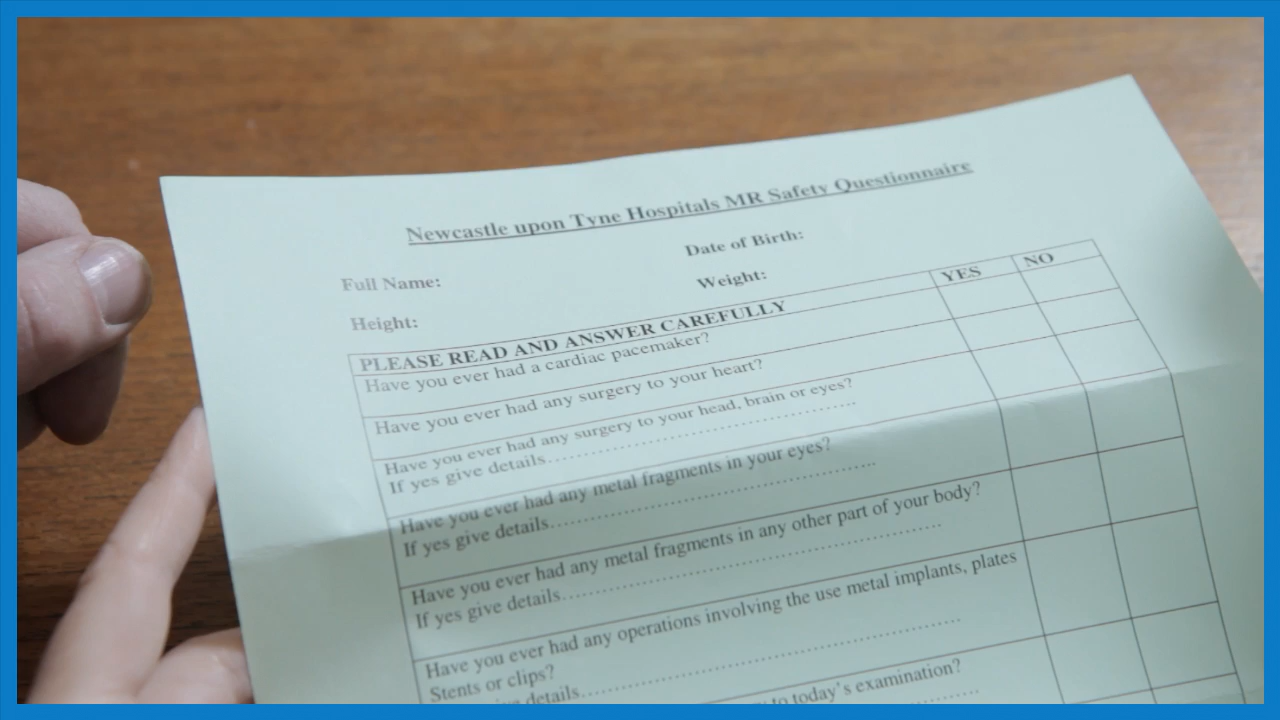 Newcastle upon Tyne Hospitals MR Safety Questionnaire
Full Name: Date of Birth:
Height: Weight:
PLEASE READ AND ANSWER CAREFULLY YES NO
Have you ever had a cardiac pacemaker?
Have you ever had any surgery to your heart?
Have you ever had any surgery to your head, brain or eyes?
If yes give details………………………………………
Have you ever had any metal fragments in your eyes?
If yes give details………………………………………
Have you ever had any metal fragments in any other part of your body?
If yes give details………………………………………
Have you ever had any operations involving the use metal implants, plates
Stents or clips?
give details………………………………………
to today's examination?